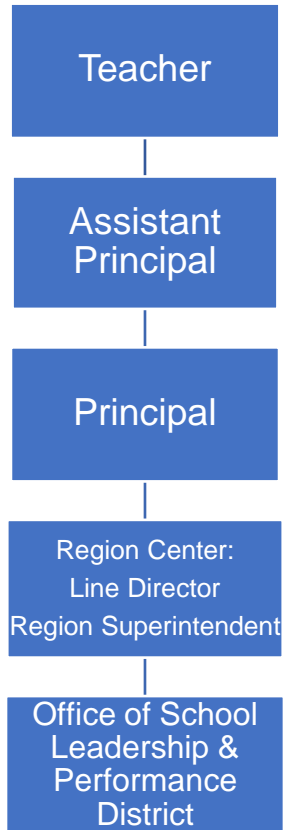 Teacher
Assistant
Principal
Principal
Region Center:
Line Director
Region Superintendent
Office of School
Leadership &
Performance
District